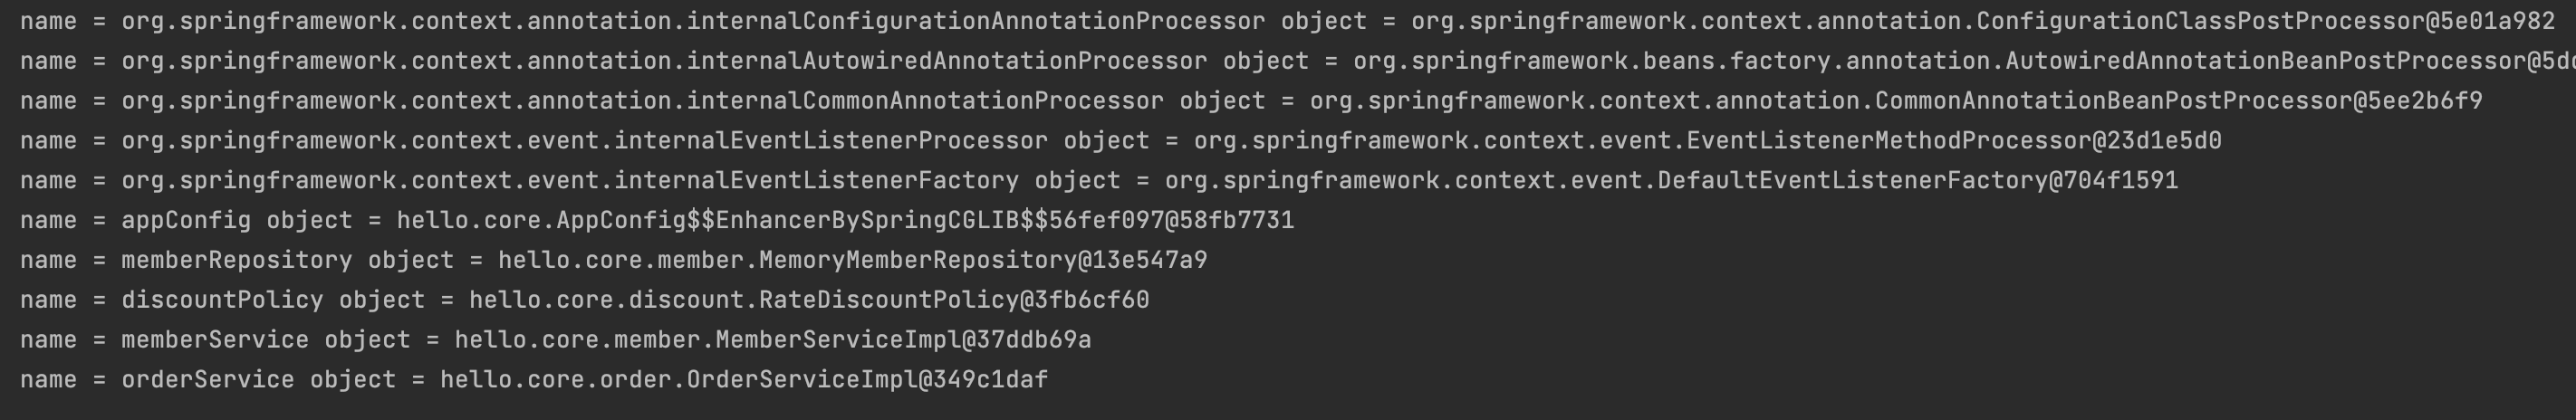 name = org.springframework.context.annotation.internalConfigurationAnnotationProcessor object = org.springframework.context.annotation.ConfigurationClassPostProcessor@5e01a982
name = org.springframework.context.annotation.internalAutowiredAnnotationProcessor object = org.springframework.beans.factory.annotation.AutowiredAnnotationBeanPostProcessor@5dd
name = org.springframework.context.annotation.internalCommonAnnotationProcessor object = org.springframework.context.annotation.CommonAnnotationBeanPostProcessor@5ee2b6f9
name = org.springframework.context.event.internalEventListenerProcessor object = org.springframework.context.event.EventListenerMethodProcessor@23d1e5d0
name = org.springframework.context.event.internalEventListenerFactory object = org.springframework.context.event.DefaultEventListenerFactory@704f1591
name = appConfig object = hello.core.AppConfig$$EnhancerBySpringCGLIB$$56fef097@58fb7731
name = memberRepository object = hello.core.member.MemoryMemberRepository@13e547a9
name = discountPolicy object = hello.core.discount.RateDiscountPolicy@3fb6cf60
name = memberService object = hello.core.member.MemberServiceImpl@37ddb69a
name = orderService object = hello.core.order.OrderServiceImpl@349c1daf